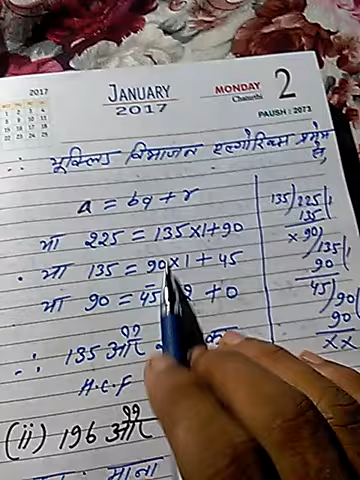 2017
JANUARY
2017
MONDAY 2
Chaturthi
PAUSH : 2073
∴ यूक्लिड विभाजन एल्गोरिथ्म प्रमेय से,
a = bq + r
या 225 = 135×1+90
या 135 = 90×1 + 45
या 90 = 45 2 + 0
∴ 135 और
H.C.F
(ii) 196 और
माना
135)225(1
135
× 90)
135(1
90
45)90(
90
××